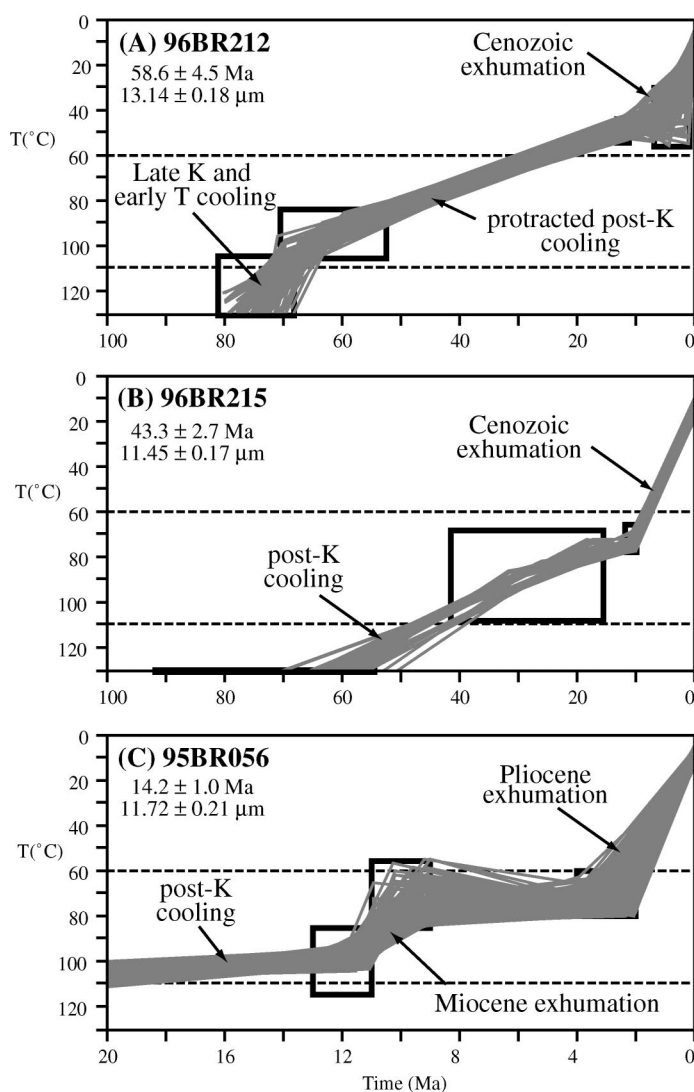 (A) 96BR212
58.6 ± 4.5 Ma
13.14 ± 0.18 µm
Cenozoic
exhumation
Late K and
early T cooling
protracted post-K
cooling
T(°C)
0
20
40
60
80
100
120
100 80 60 40 20 0
(B) 96BR215
43.3 ± 2.7 Ma
11.45 ± 0.17 µm
Cenozoic
exhumation
post-K
cooling
T(°C)
0
20
40
60
80
100
120
100 80 60 40 20 0
(C) 95BR056
14.2 ± 1.0 Ma
11.72 ± 0.21 µm
Pliocene
exhumation
post-K
cooling
Miocene exhumation
T(°C)
0
20
40
60
80
100
120
20 16 12 8 4 0
Time (Ma)